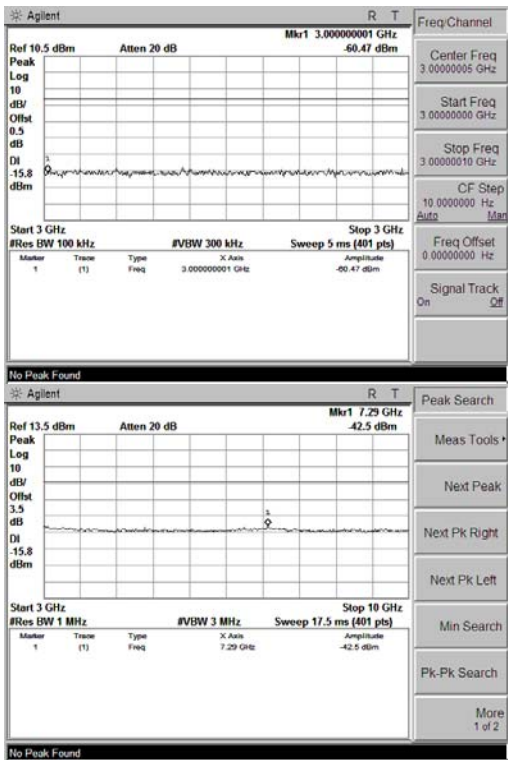 Agilent R T
Mkr1 3.000000001 GHz
Ref 10.5 dBm Atten 20 dB -60.47 dBm
Peak
Log
10
dB/
Offst
0.5
dB
DI
-15.8
dBm
1
Start 3 GHz Stop 3 GHz
#Res BW 100 kHz #VBW 300 kHz Sweep 5 ms (401 pts)
Marker Trace Type X Axis Amplitude
1 (1) Freq 3.000000001 GHz -60.47 dBm
No Peak Found
Freq/Channel
Center Freq
3.00000005 GHz
Start Freq
3.00000000 GHz
Stop Freq
3.00000010 GHz
CF Step
10.0000000 Hz
Auto Man
Freq Offset
0.00000000 Hz
Signal Track
On Off
Agilent R T
Mkr1 7.29 GHz
Ref 13.5 dBm Atten 20 dB -42.5 dBm
Peak
Log
10
dB/
Offst
3.5
dB
DI
-15.8
dBm
1
Start 3 GHz Stop 10 GHz
#Res BW 1 MHz #VBW 3 MHz Sweep 17.5 ms (401 pts)
Marker Trace Type X Axis Amplitude
1 (1) Freq 7.29 GHz -42.5 dBm
No Peak Found
Peak Search
Meas Tools
Next Peak
Next Pk Right
Next Pk Left
Min Search
Pk-Pk Search
More
1 of 2